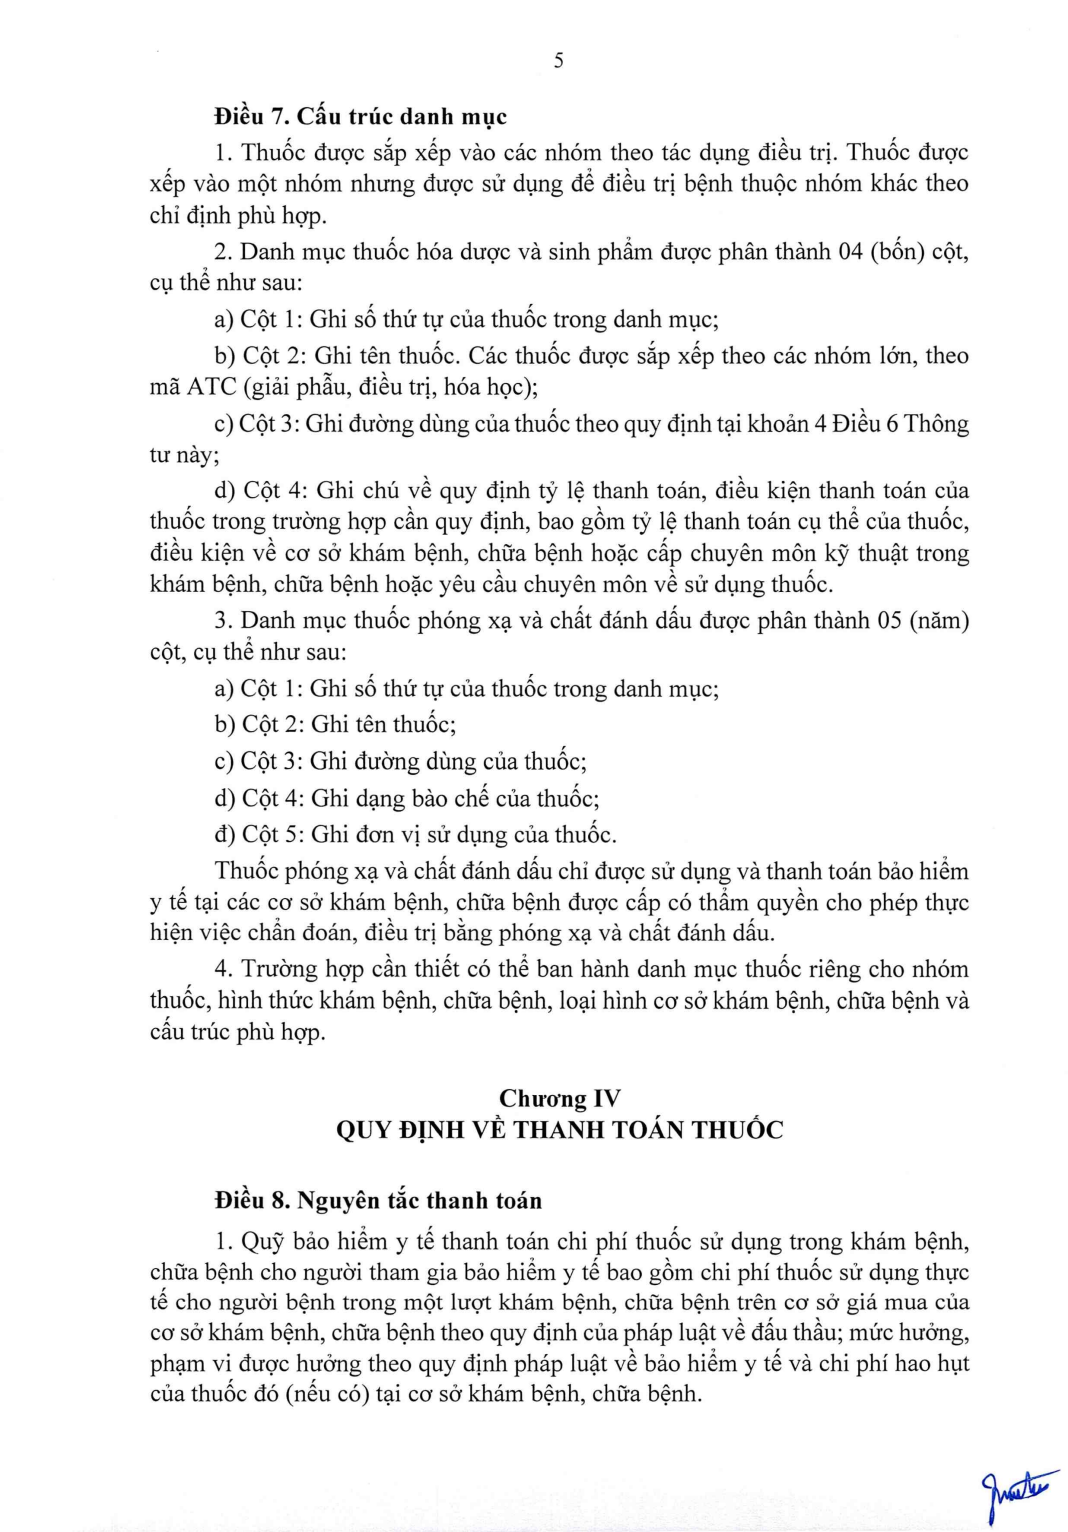 5
Điều 7. Cấu trúc danh mục
1. Thuốc được sắp xếp vào các nhóm theo tác dụng điều trị. Thuốc được
xếp vào một nhóm nhưng được sử dụng để điều trị bệnh thuộc nhóm khác theo
chỉ định phù hợp.
2. Danh mục thuốc hóa dược và sinh phẩm được phân thành 04 (bốn) cột,
cụ thể như sau:
a) Cột 1: Ghi số thứ tự của thuốc trong danh mục;
b) Cột 2: Ghi tên thuốc. Các thuốc được sắp xếp theo các nhóm lớn, theo
mã ATC (giải phẫu, điều trị, hóa học);
c) Cột 3: Ghi đường dùng của thuốc theo quy định tại khoản 4 Điều 6 Thông
tư này;
d) Cột 4: Ghi chú về quy định tỷ lệ thanh toán, điều kiện thanh toán của
thuốc trong trường hợp cần quy định, bao gồm tỷ lệ thanh toán cụ thể của thuốc,
điều kiện về cơ sở khám bệnh, chữa bệnh hoặc cấp chuyên môn kỹ thuật trong
khám bệnh, chữa bệnh hoặc yêu cầu chuyên môn về sử dụng thuốc.
3. Danh mục thuốc phóng xạ và chất đánh dấu được phân thành 05 (năm)
cột, cụ thể như sau:
a) Cột 1: Ghi số thứ tự của thuốc trong danh mục;
b) Cột 2: Ghi tên thuốc;
c) Cột 3: Ghi đường dùng của thuốc;
d) Cột 4: Ghi dạng bào chế của thuốc;
đ) Cột 5: Ghi đơn vị sử dụng của thuốc.
Thuốc phóng xạ và chất đánh dấu chỉ được sử dụng và thanh toán bảo hiểm
y tế tại các cơ sở khám bệnh, chữa bệnh được cấp có thẩm quyền cho phép thực
hiện việc chẩn đoán, điều trị bằng phóng xạ và chất đánh dấu.
4. Trường hợp cần thiết có thể ban hành danh mục thuốc riêng cho nhóm
thuốc, hình thức khám bệnh, chữa bệnh, loại hình cơ sở khám bệnh, chữa bệnh và
cấu trúc phù hợp.
Chương IV
QUY ĐỊNH VỀ THANH TOÁN THUỐC
Điều 8. Nguyên tắc thanh toán
1. Quỹ bảo hiểm y tế thanh toán chi phí thuốc sử dụng trong khám bệnh,
chữa bệnh cho người tham gia bảo hiểm y tế bao gồm chi phí thuốc sử dụng thực
tế cho người bệnh trong một lượt khám bệnh, chữa bệnh trên cơ sở giá mua của
cơ sở khám bệnh, chữa bệnh theo quy định của pháp luật về đấu thầu; mức hưởng,
phạm vi được hưởng theo quy định pháp luật về bảo hiểm y tế và chi phí hao hụt
của thuốc đó (nếu có) tại cơ sở khám bệnh, chữa bệnh.